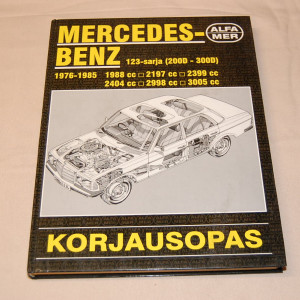 MERCEDES-
BENZ 123-sarja (200D - 300D)
ALFA
MER
1976-1985 1988 cc □ 2197 cc □ 2399 cc
2404 cc □ 2998 cc □ 3005 cc
KORJAUSOPAS